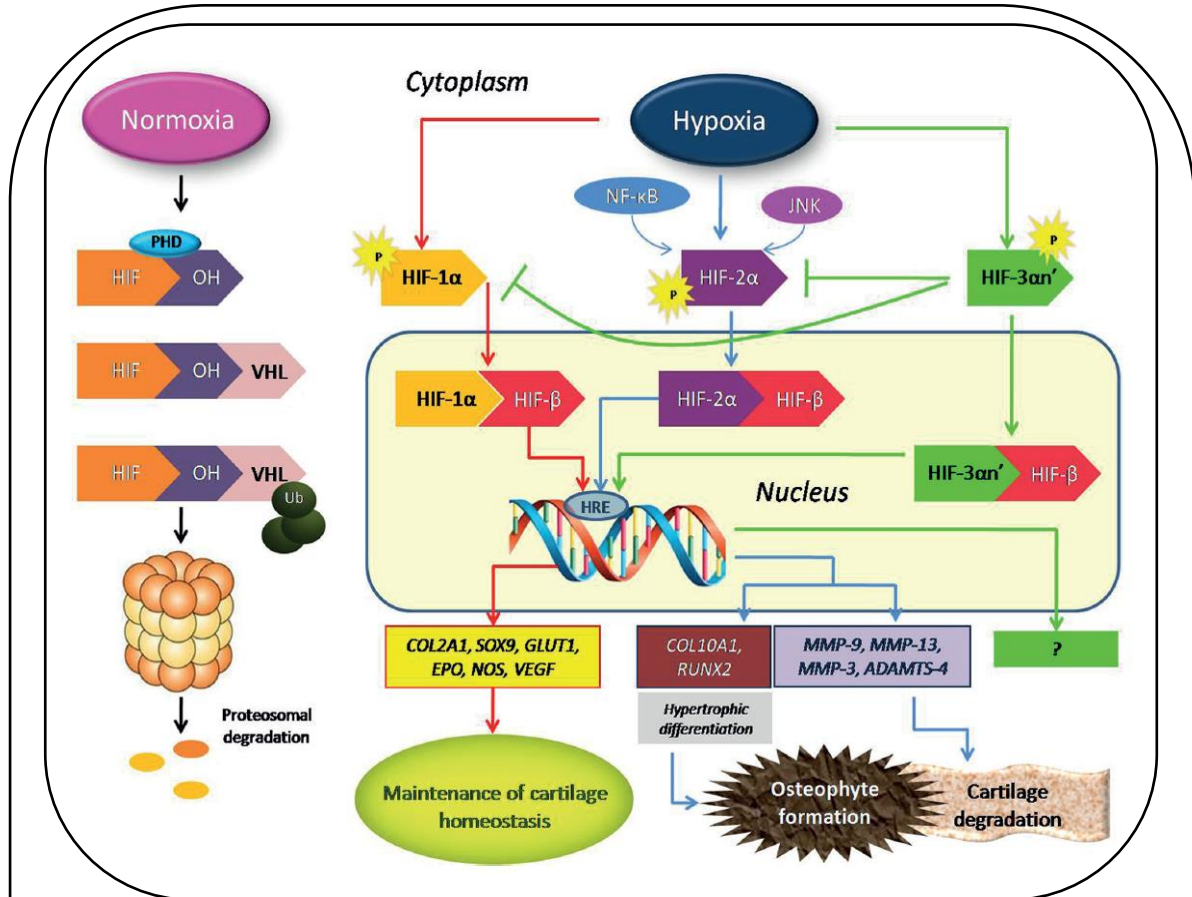 Cytoplasm
Normoxia
Hypoxia
NF-κB
JNK
PHD
HIF OH
P
HIF-1α
P
HIF-2α
P
HIF-3αn′
HIF OH VHL
HIF-1α HIF-β
HIF-2α HIF-β
HIF OH VHL
Ub
HIF-3αn′ HIF-β
Nucleus
HRE
COL2A1, SOX9, GLUT1,
EPO, NOS, VEGF
COL10A1,
RUNX2
MMP-9, MMP-13,
MMP-3, ADAMTS-4
?
Hypertrophic
differentiation
Proteosomal
degradation
Maintenance of cartilage
homeostasis
Osteophyte
formation
Cartilage
degradation